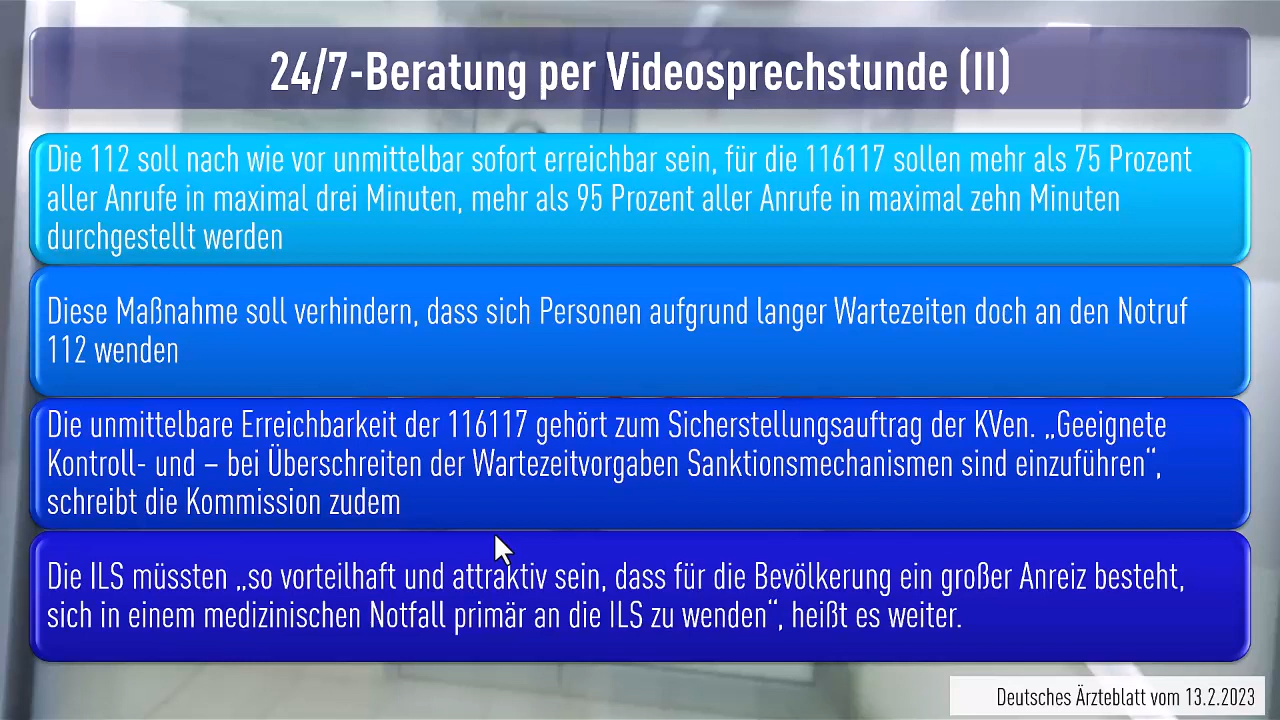 24/7-Beratung per Videosprechstunde (II)
Die 112 soll nach wie vor unmittelbar sofort erreichbar sein, für die 116117 sollen mehr als 75 Prozent
aller Anrufe in maximal drei Minuten, mehr als 95 Prozent aller Anrufe in maximal zehn Minuten
durchgestellt werden
Diese Maßnahme soll verhindern, dass sich Personen aufgrund langer Wartezeiten doch an den Notruf
112 wenden
Die unmittelbare Erreichbarkeit der 116117 gehört zum Sicherstellungsauftrag der KVen. „Geeignete
Kontroll- und – bei Überschreiten der Wartezeitvorgaben Sanktionsmechanismen sind einzuführen“,
schreibt die Kommission zudem
Die ILS müssten „so vorteilhaft und attraktiv sein, dass für die Bevölkerung ein großer Anreiz besteht,
sich in einem medizinischen Notfall primär an die ILS zu wenden“, heißt es weiter.
Deutsches Ärzteblatt vom 13.2.2023